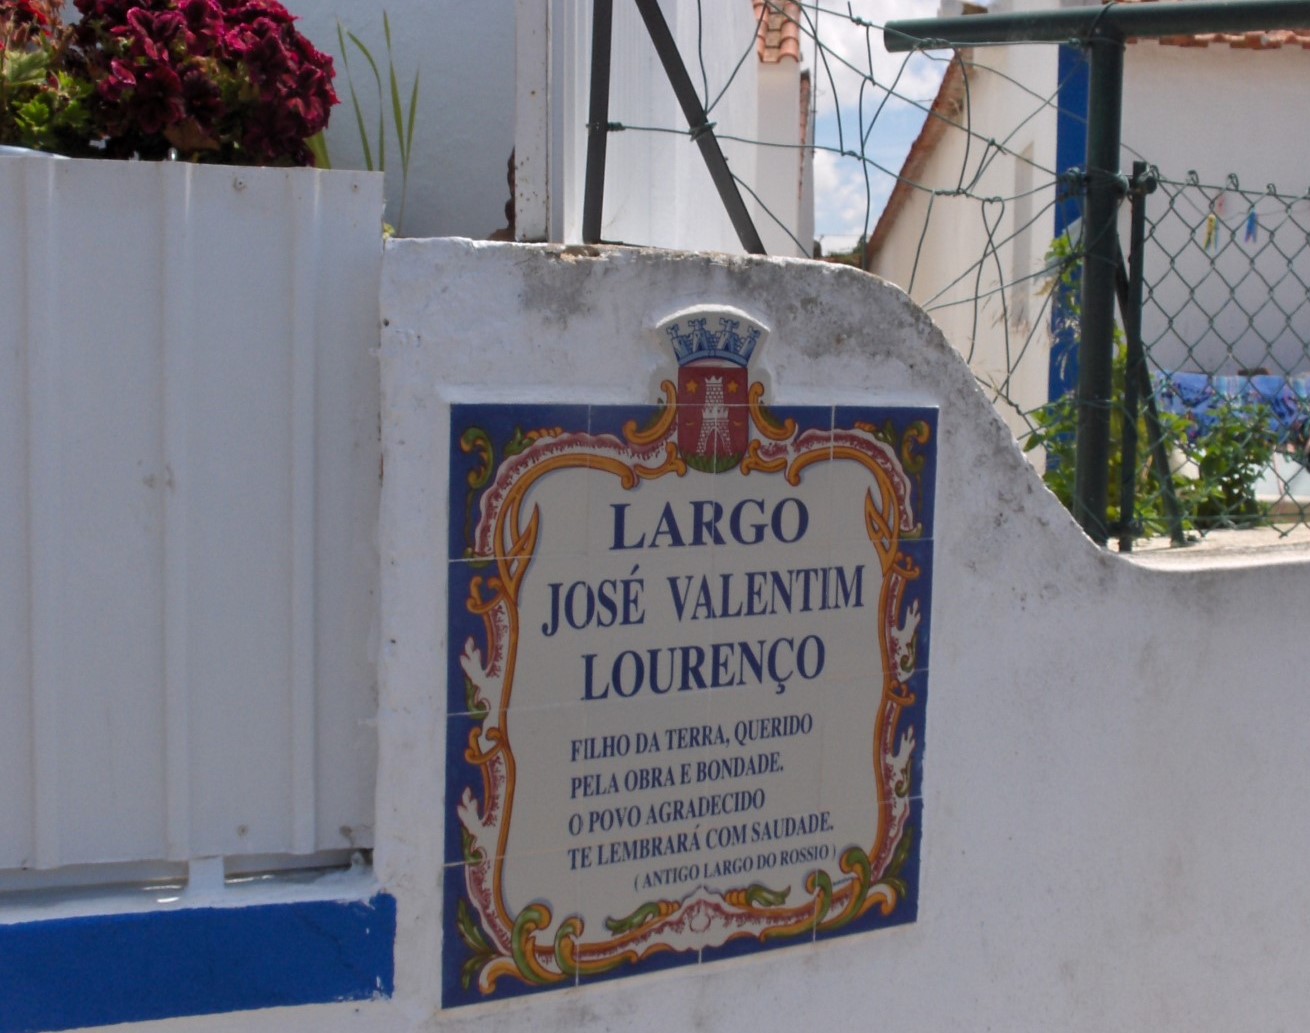 LARGO
JOSÉ VALENTIM
LOURENÇO
FILHO DA TERRA, QUERIDO
PELA OBRA E BONDADE.
O POVO AGRADECIDO
TE LEMBRARÁ COM SAUDADE.
( ANTIGO LARGO DO ROSSIO )